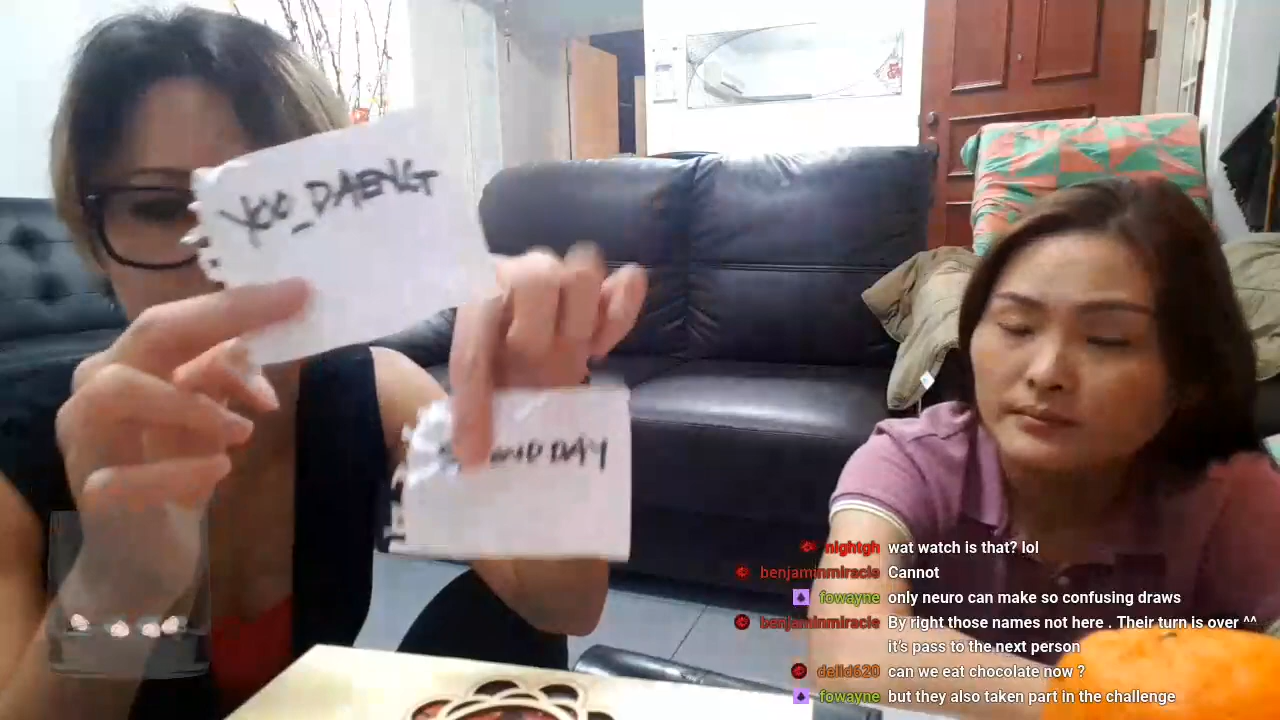 YOO_DAENGT
DAY
nightgh wat watch is that? lol
benjaminmiracle Cannot
fowayne only neuro can make so confusing draws
benjaminmiracle By right those names not here . Their turn is over ^^
it's pass to the next person
delld620 can we eat chocolate now ?
fowayne but they also taken part in the challenge